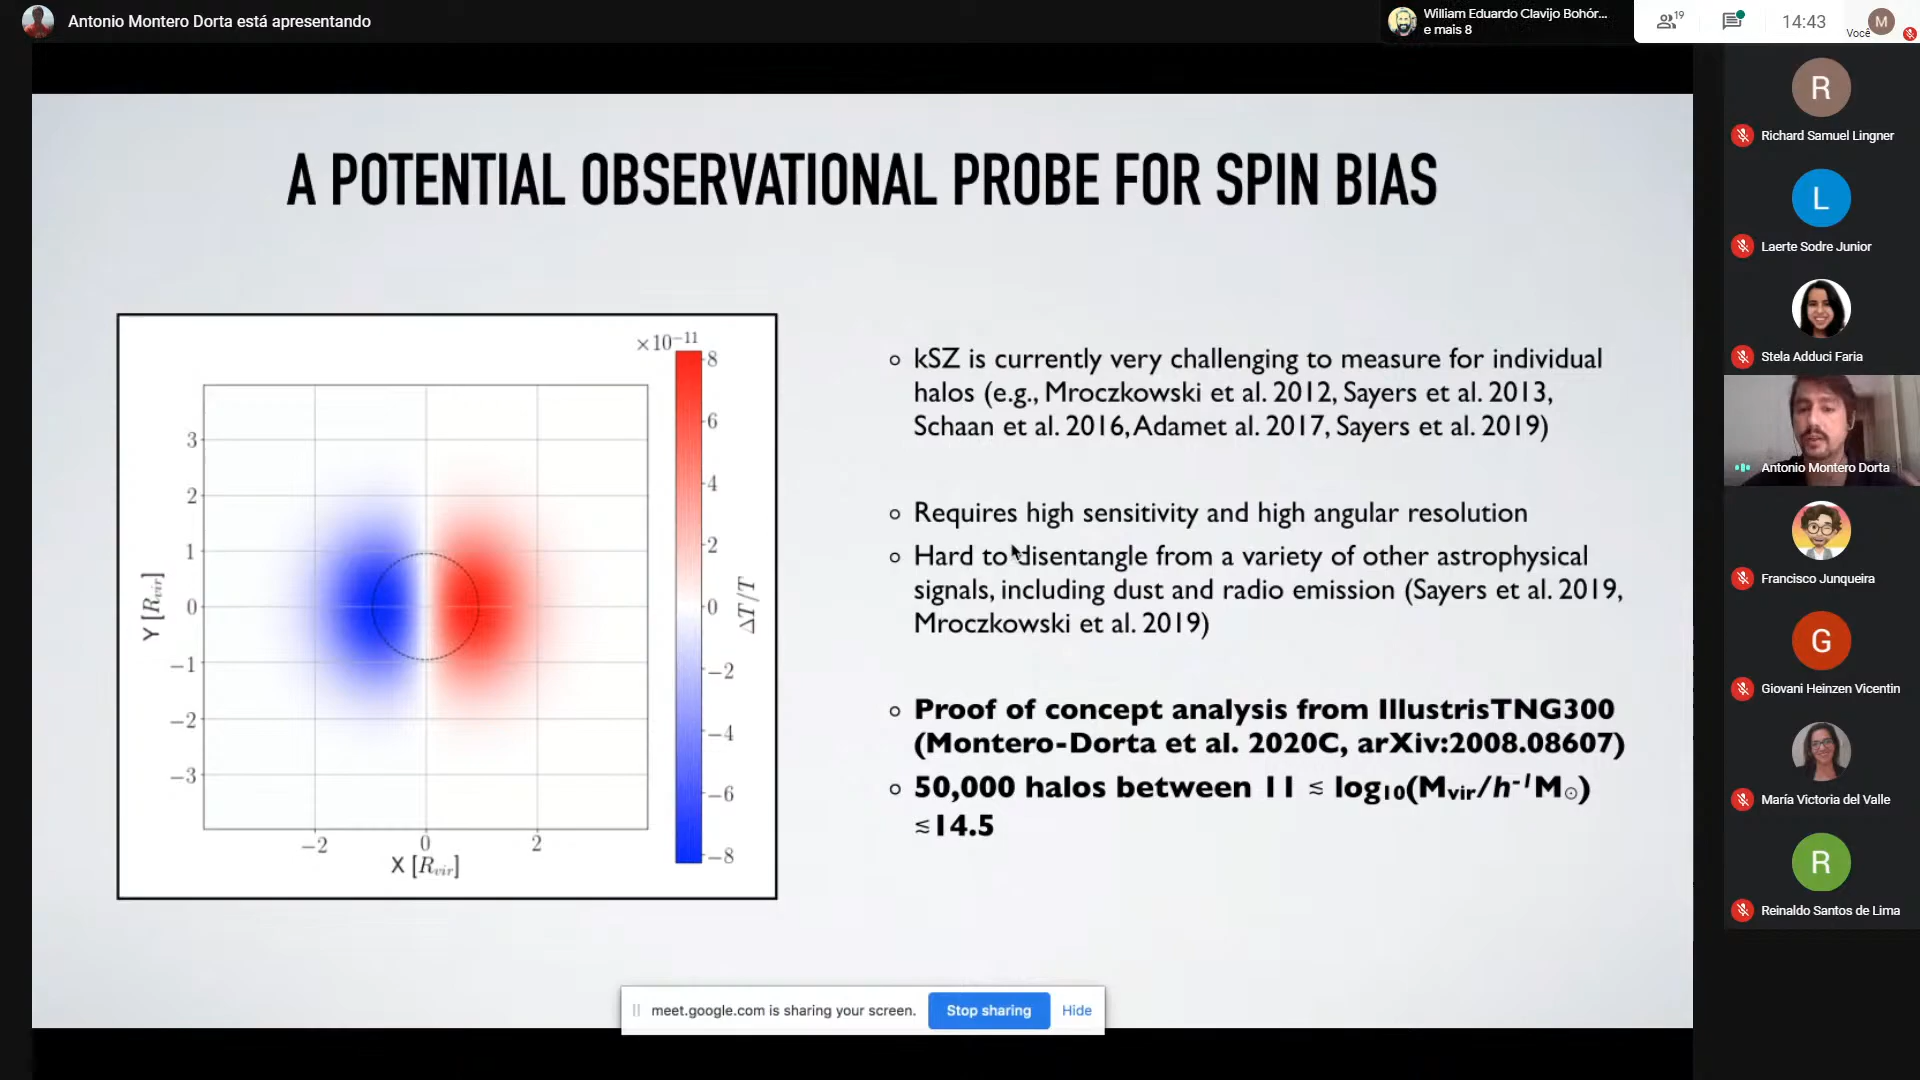 Antonio Montero Dorta está apresentando
William Eduardo Clavijo Bohór...
e mais 8
19
14:43
Você
M
A POTENTIAL OBSERVATIONAL PROBE FOR SPIN BIAS
×10⁻¹¹
8
6
4
2
0
−2
−4
−6
−8
ΔT/T
3
2
1
0
−1
−2
−3
Y [Rvir]
−2
0
2
X [Rvir]
○ kSZ is currently very challenging to measure for individual
halos (e.g., Mroczkowski et al. 2012, Sayers et al. 2013,
Schaan et al. 2016, Adamet al. 2017, Sayers et al. 2019)
○ Requires high sensitivity and high angular resolution
○ Hard to disentangle from a variety of other astrophysical
signals, including dust and radio emission (Sayers et al. 2019,
Mroczkowski et al. 2019)
○ Proof of concept analysis from IllustrisTNG300
(Montero-Dorta et al. 2020C, arXiv:2008.08607)
○ 50,000 halos between 11 ≲ log₁₀(Mvir/h⁻¹M⊙)
≲14.5
meet.google.com is sharing your screen.
Stop sharing
Hide
R
Richard Samuel Lingner
L
Laerte Sodre Junior
Stela Adduci Faria
Antonio Montero Dorta
Francisco Junqueira
G
Giovani Heinzen Vicentin
María Victoria del Valle
R
Reinaldo Santos de Lima